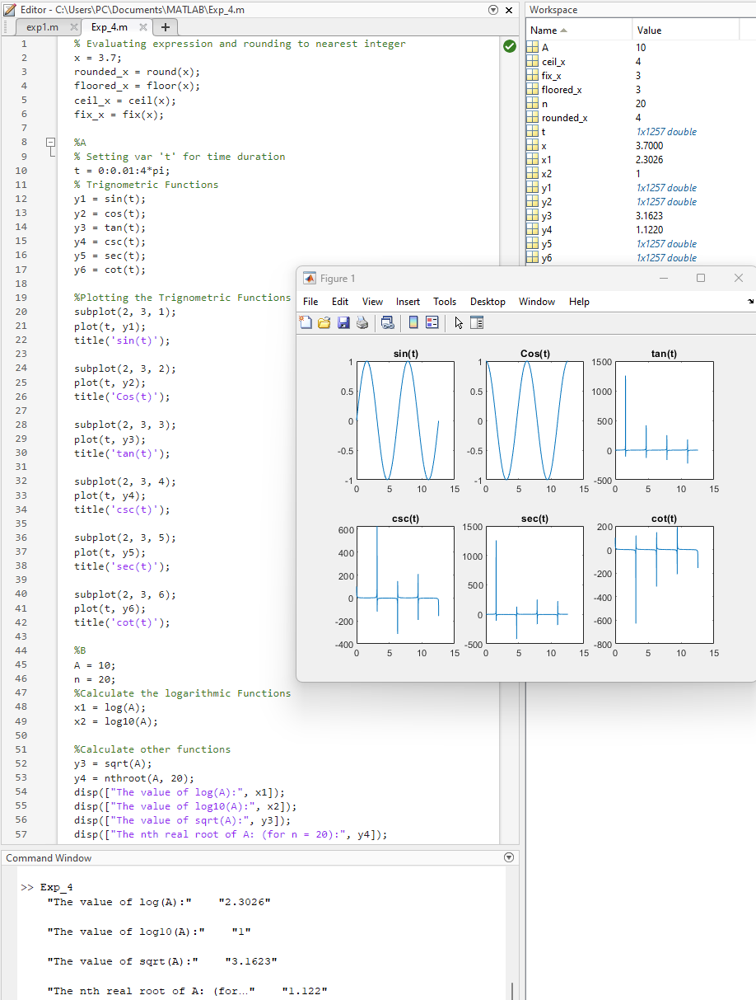 Editor - C:\Users\PC\Documents\MATLAB\Exp_4.m
exp1.m Exp_4.m +
1 % Evaluating expression and rounding to nearest integer
2 x = 3.7;
3 rounded_x = round(x);
4 floored_x = floor(x);
5 ceil_x = ceil(x);
6 fix_x = fix(x);
7
8 %A
9 % Setting var 't' for time duration
10 t = 0:0.01:4*pi;
11 % Trignometric Functions
12 y1 = sin(t);
13 y2 = cos(t);
14 y3 = tan(t);
15 y4 = csc(t);
16 y5 = sec(t);
17 y6 = cot(t);
18
19 %Plotting the Trignometric Functions
20 subplot(2, 3, 1);
21 plot(t, y1);
22 title('sin(t)');
23
24 subplot(2, 3, 2);
25 plot(t, y2);
26 title('Cos(t)');
27
28 subplot(2, 3, 3);
29 plot(t, y3);
30 title('tan(t)');
31
32 subplot(2, 3, 4);
33 plot(t, y4);
34 title('csc(t)');
35
36 subplot(2, 3, 5);
37 plot(t, y5);
38 title('sec(t)');
39
40 subplot(2, 3, 6);
41 plot(t, y6);
42 title('cot(t)');
43
44 %B
45 A = 10;
46 n = 20;
47 %Calculate the logarithmic Functions
48 x1 = log(A);
49 x2 = log10(A);
50
51 %Calculate other functions
52 y3 = sqrt(A);
53 y4 = nthroot(A, 20);
54 disp(["The value of log(A):", x1]);
55 disp(["The value of log10(A):", x2]);
56 disp(["The value of sqrt(A):", y3]);
57 disp(["The nth real root of A: (for n = 20):", y4]);
Workspace
Name Value
A 10
ceil_x 4
fix_x 3
floored_x 3
n 20
rounded_x 4
t 1x1257 double
x 3.7000
x1 2.3026
x2 1
y1 1x1257 double
y2 1x1257 double
y3 3.1623
y4 1.1220
y5 1x1257 double
y6 1x1257 double
Figure 1
File Edit View Insert Tools Desktop Window Help
sin(t)
1
0.5
0
-0.5
-1
0 5 10 15
Cos(t)
1
0.5
0
-0.5
-1
0 5 10 15
tan(t)
1500
1000
500
0
-500
0 5 10 15
csc(t)
600
400
200
0
-200
-400
0 5 10 15
sec(t)
1500
1000
500
0
-500
0 5 10 15
cot(t)
200
0
-200
-400
-600
-800
0 5 10 15
Command Window
>> Exp_4
"The value of log(A):" "2.3026"
"The value of log10(A):" "1"
"The value of sqrt(A):" "3.1623"
"The nth real root of A: (for…" "1.122"